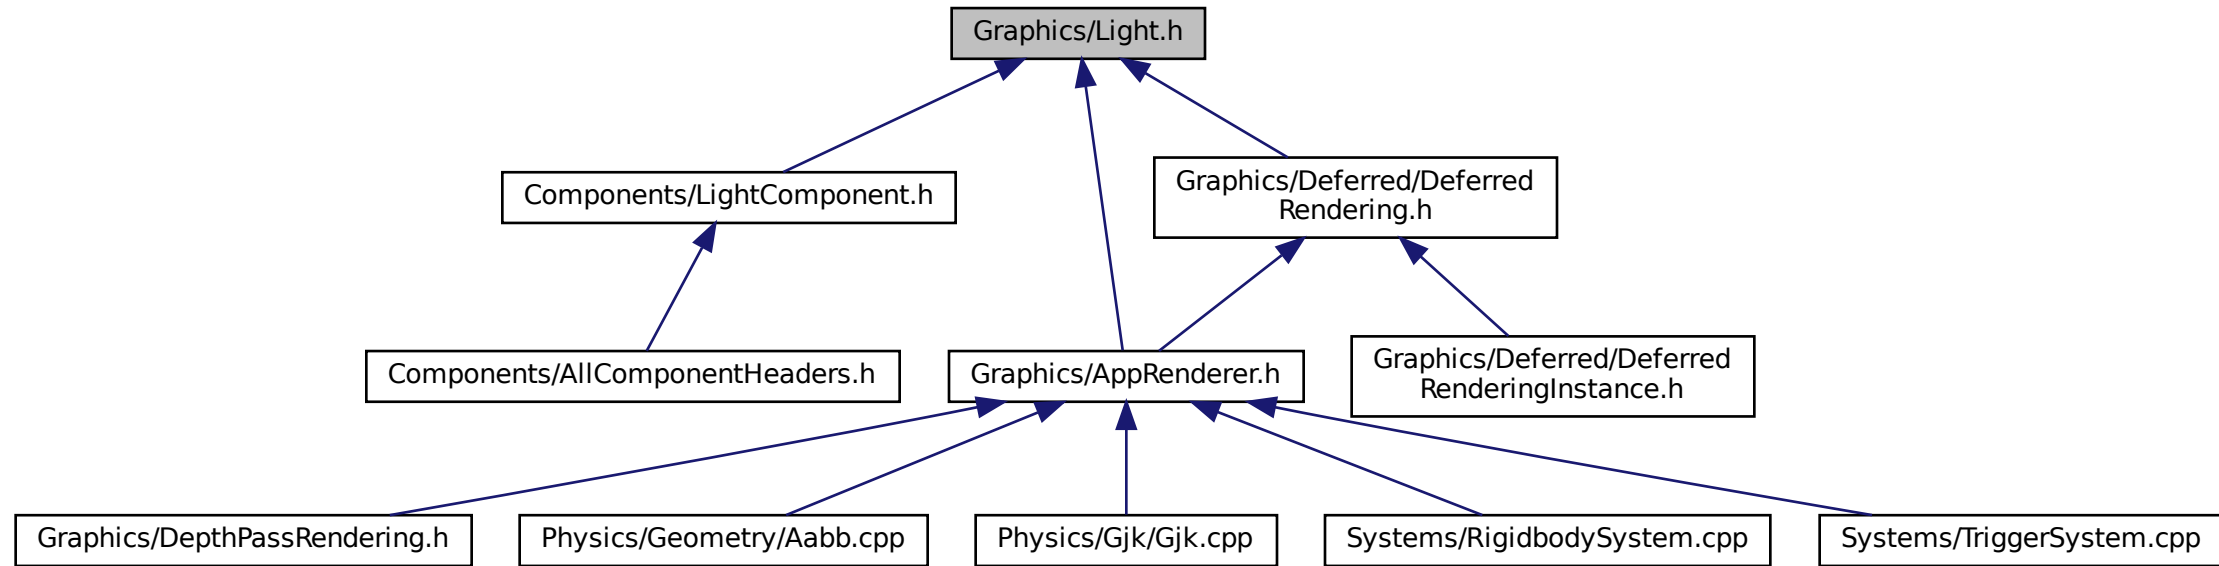 Graphics/Light.h
Components/LightComponent.h
Graphics/Deferred/Deferred
Rendering.h
Components/AllComponentHeaders.h
Graphics/AppRenderer.h
Graphics/Deferred/Deferred
RenderingInstance.h
Graphics/DepthPassRendering.h
Physics/Geometry/Aabb.cpp
Physics/Gjk/Gjk.cpp
Systems/RigidbodySystem.cpp
Systems/TriggerSystem.cpp